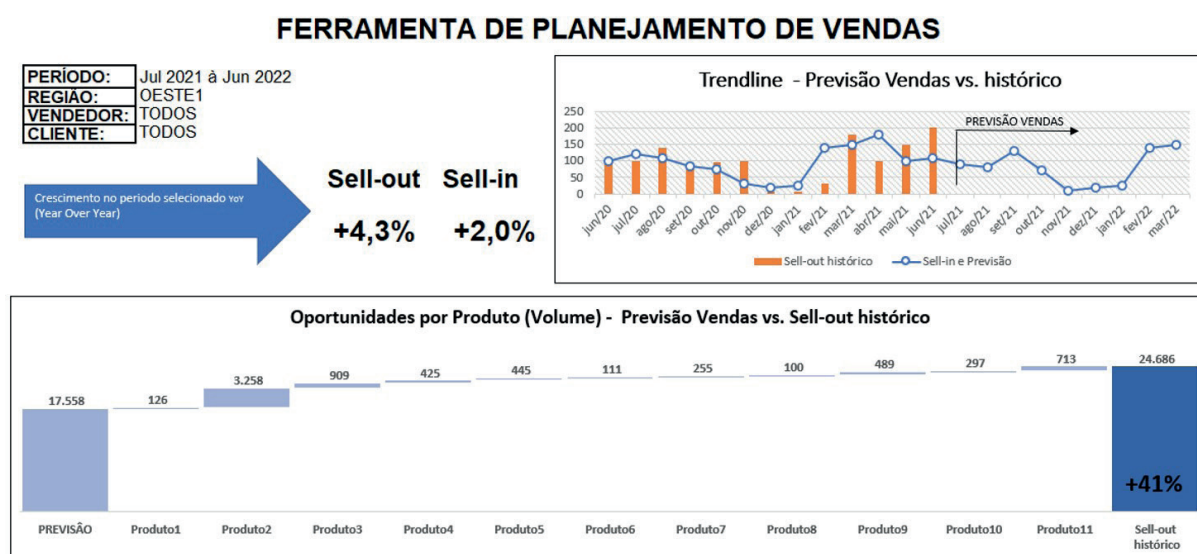 FERRAMENTA DE PLANEJAMENTO DE VENDAS
PERÍODO: Jul 2021 à Jun 2022
REGIÃO: OESTE1
VENDEDOR: TODOS
CLIENTE: TODOS
Crescimento no periodo selecionado YoY
(Year Over Year)
Sell-out Sell-in
+4,3% +2,0%
Trendline - Previsão Vendas vs. histórico
PREVISÃO VENDAS
250
200
150
100
50
0
jun/20 jul/20 ago/20 set/20 out/20 nov/20 dez/20 jan/21 fev/21 mar/21 abr/21 mai/21 jun/21 jul/21 ago/21 set/21 out/21 nov/21 dez/21 jan/22 fev/22 mar/22
Sell-out histórico Sell-in e Previsão
Oportunidades por Produto (Volume) - Previsão Vendas vs. Sell-out histórico
17.558 126 3.258 909 425 445 111 255 100 489 297 713 24.686
+41%
PREVISÃO Produto1 Produto2 Produto3 Produto4 Produto5 Produto6 Produto7 Produto8 Produto9 Produto10 Produto11 Sell-out
histórico